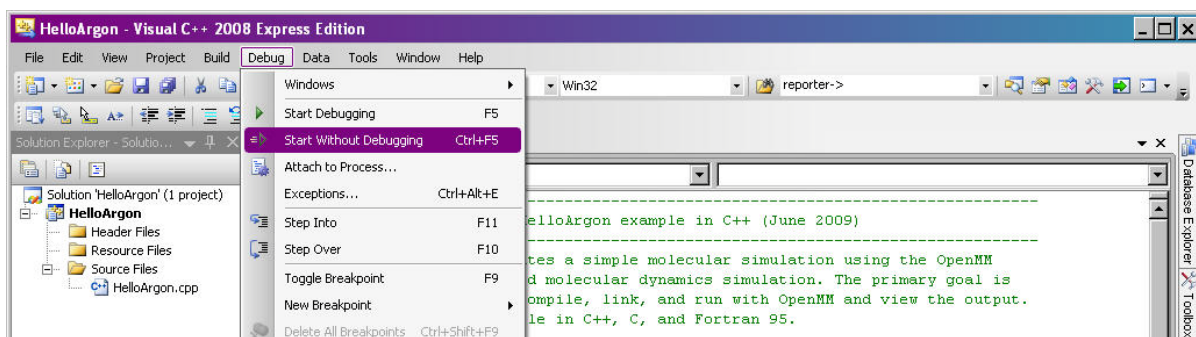 HelloArgon - Visual C++ 2008 Express Edition
File Edit View Project Build Debug Data Tools Window Help
Windows
Win32
reporter->
Start Debugging F5
Solution Explorer - Solutio...
Start Without Debugging Ctrl+F5
Attach to Process...
Exceptions... Ctrl+Alt+E
Solution 'HelloArgon' (1 project)
HelloArgon
Header Files
Resource Files
Source Files
HelloArgon.cpp
Step Into F11
Step Over F10
Toggle Breakpoint F9
New Breakpoint
Delete All Breakpoints Ctrl+Shift+F9
elloArgon example in C++ (June 2009)
tes a simple molecular simulation using the OpenMM
d molecular dynamics simulation. The primary goal is
ompile, link, and run with OpenMM and view the output.
le in C++, C, and Fortran 95.
Database Explorer
Toolbox